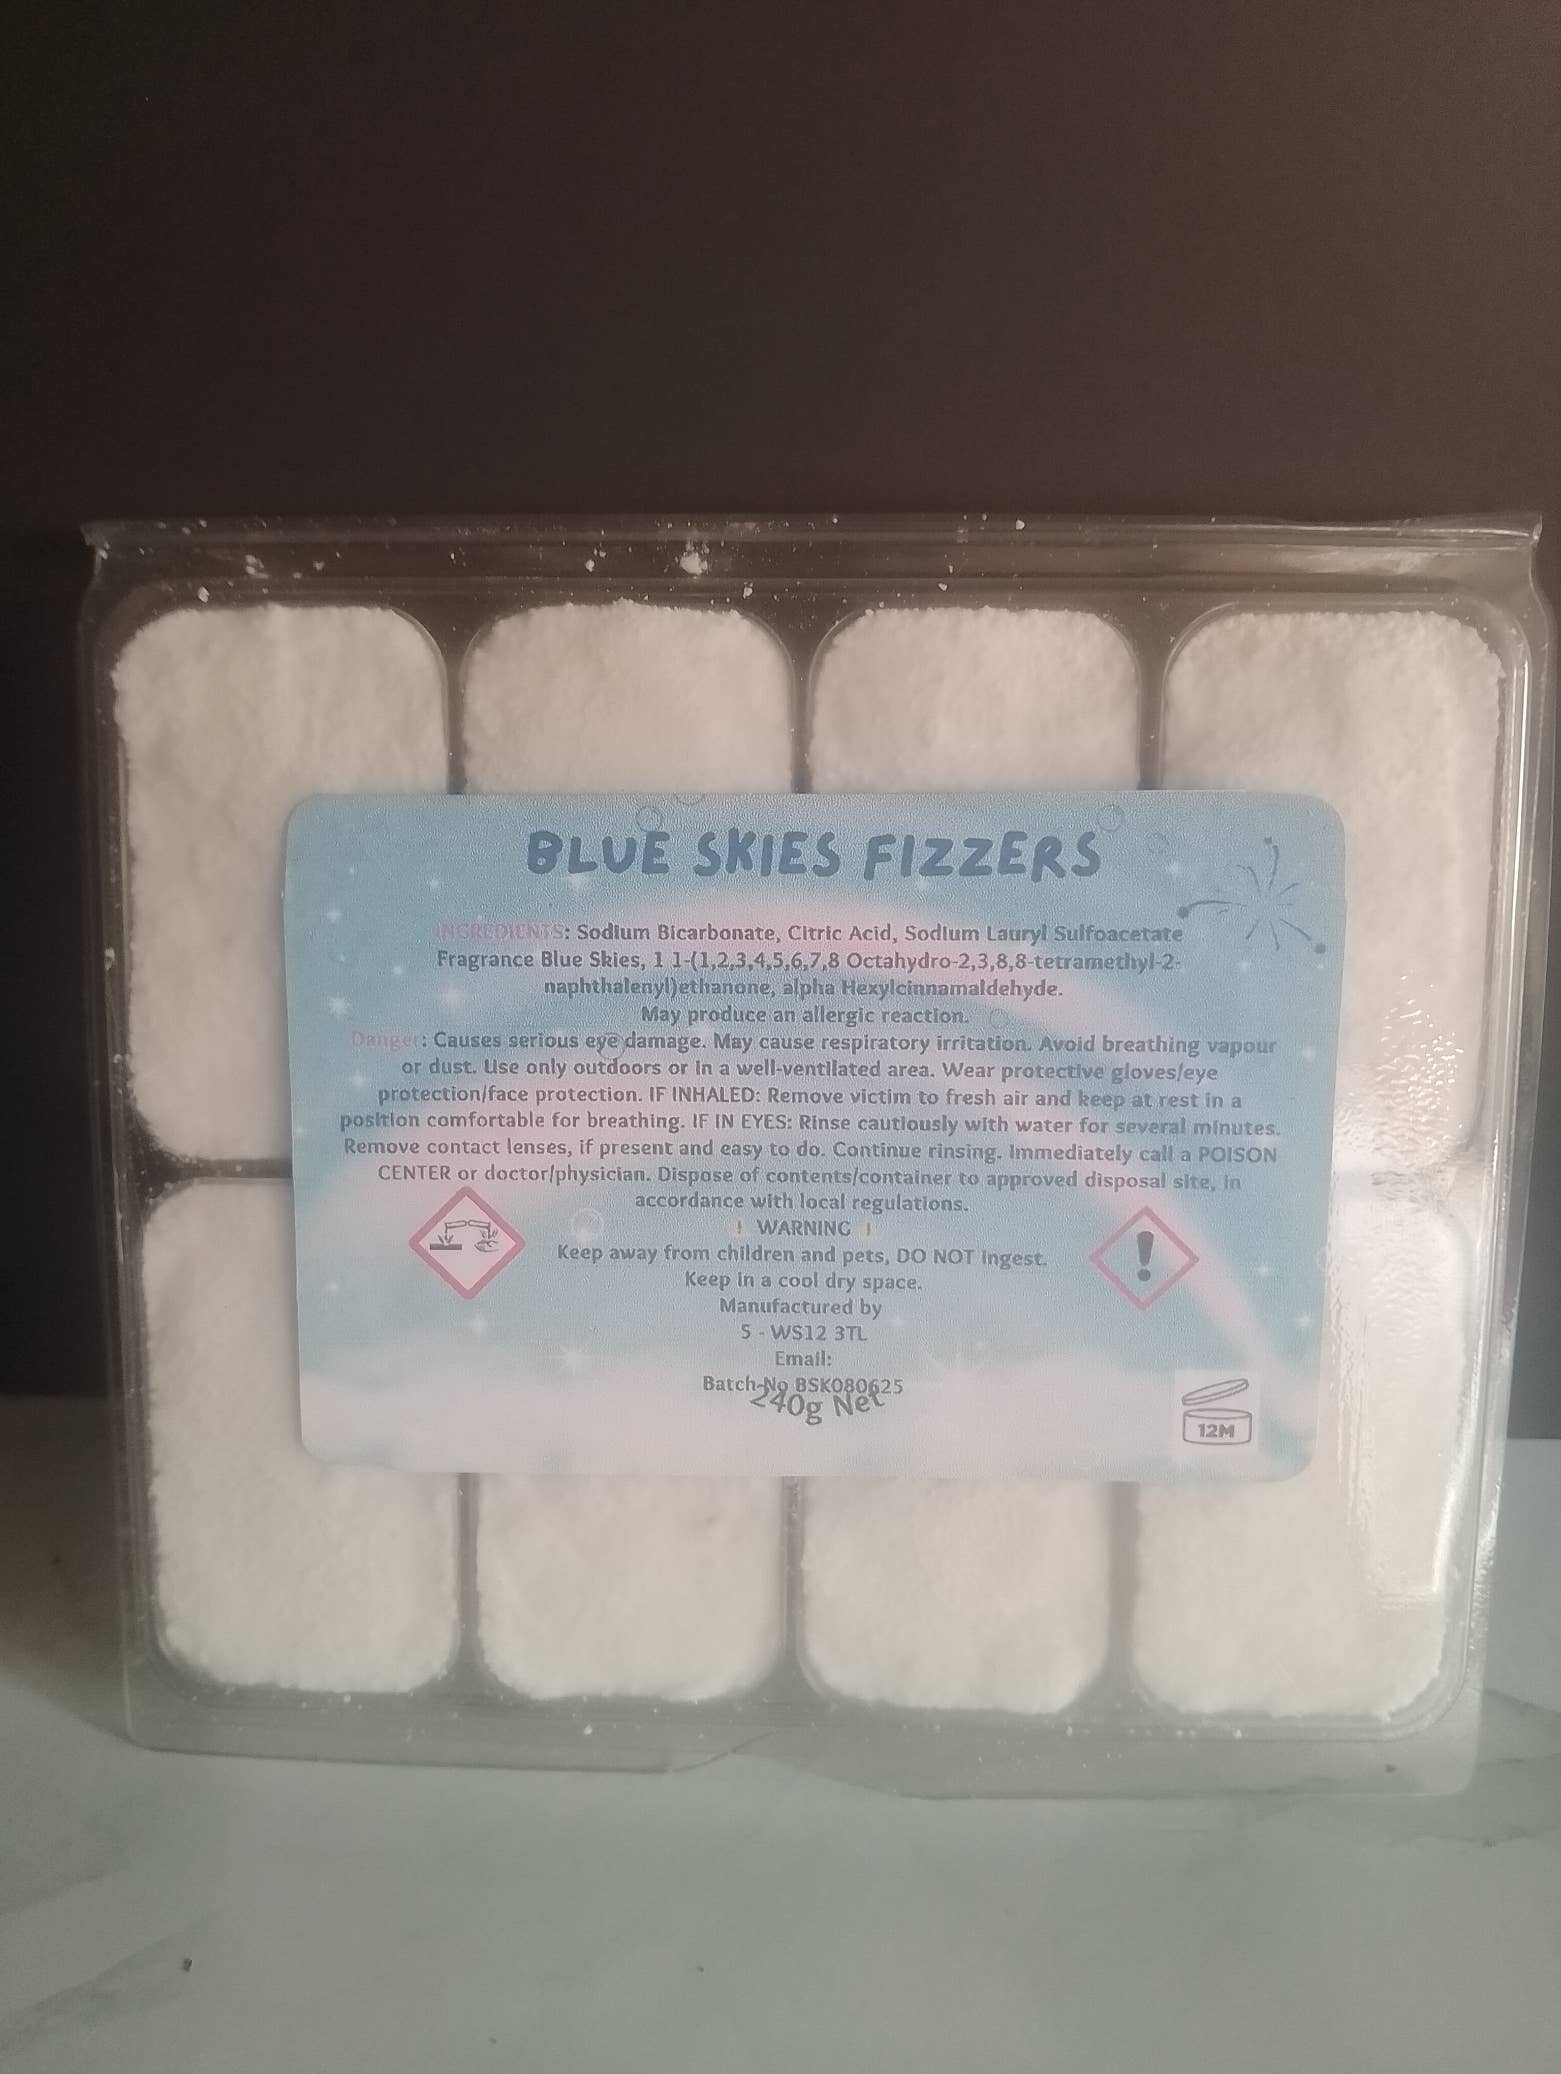 BLUE SKIES FIZZERS
INGREDIENTS: Sodium Bicarbonate, Citric Acid, Sodium Lauryl Sulfoacetate
Fragrance Blue Skies, 1 1-(1,2,3,4,5,6,7,8 Octahydro-2,3,8,8-tetramethyl-2-
naphthalenyl)ethanone, alpha Hexylcinnamaldehyde.
May produce an allergic reaction.
Danger: Causes serious eye damage. May cause respiratory irritation. Avoid breathing vapour
or dust. Use only outdoors or in a well-ventilated area. Wear protective gloves/eye
protection/face protection. IF INHALED: Remove victim to fresh air and keep at rest in a
position comfortable for breathing. IF IN EYES: Rinse cautiously with water for several minutes.
Remove contact lenses, if present and easy to do. Continue rinsing. Immediately call a POISON
CENTER or doctor/physician. Dispose of contents/container to approved disposal site, in
accordance with local regulations.
! WARNING !
Keep away from children and pets, DO NOT ingest.
Keep in a cool dry space.
Manufactured by
5 - WS12 3TL
Email:
Batch-No BSK080625
240g Net
12M